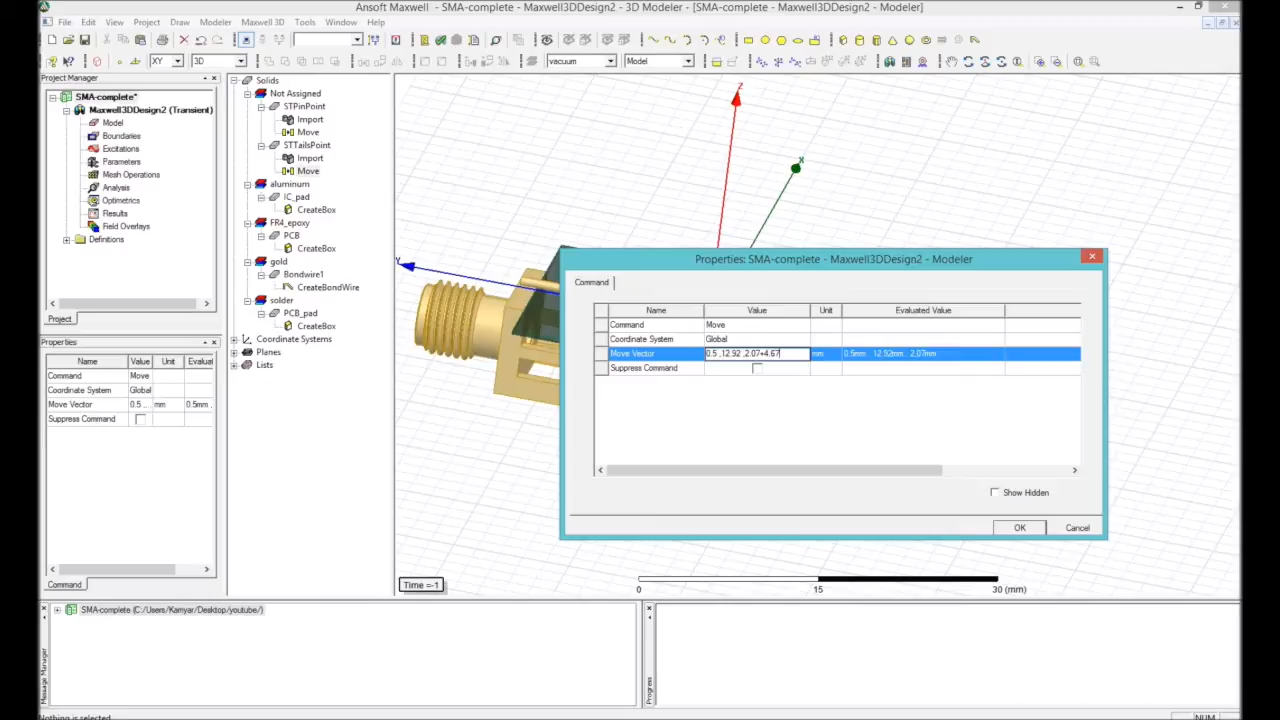 Ansoft Maxwell - SMA-complete - Maxwell3DDesign2 - 3D Modeler - [SMA-complete - Maxwell3DDesign2 - Modeler]
File Edit View Project Draw Modeler Maxwell 3D Tools Window Help
XY 3D vacuum Model
Project Manager
SMA-complete*
Maxwell3DDesign2 (Transient)
Model
Boundaries
Excitations
Parameters
Mesh Operations
Analysis
Optimetrics
Results
Field Overlays
Definitions
Project
Properties
Name Value Unit Evaluat
Command Move
Coordinate System Global
Move Vector 0.5 ... mm 0.5mm ,
Suppress Command
Command
Solids
Not Assigned
STPinPoint
Import
Move
STTailsPoint
Import
Move
aluminum
IC_pad
CreateBox
FR4_epoxy
PCB
CreateBox
gold
Bondwire1
CreateBondWire
solder
PCB_pad
CreateBox
Coordinate Systems
Planes
Lists
Z
X
Y
Properties: SMA-complete - Maxwell3DDesign2 - Modeler
Command
Name Value Unit Evaluated Value
Command Move
Coordinate System Global
Move Vector 0.5 ,12.92 ,2.07+4.67 mm 0.5mm , 12.92mm , 2.07mm
Suppress Command
Show Hidden
OK Cancel
Time =-1
0 15 30 (mm)
Message Manager
SMA-complete (C:/Users/Kamyar/Desktop/youtube/)
Progress
Nothing is selected
NUM